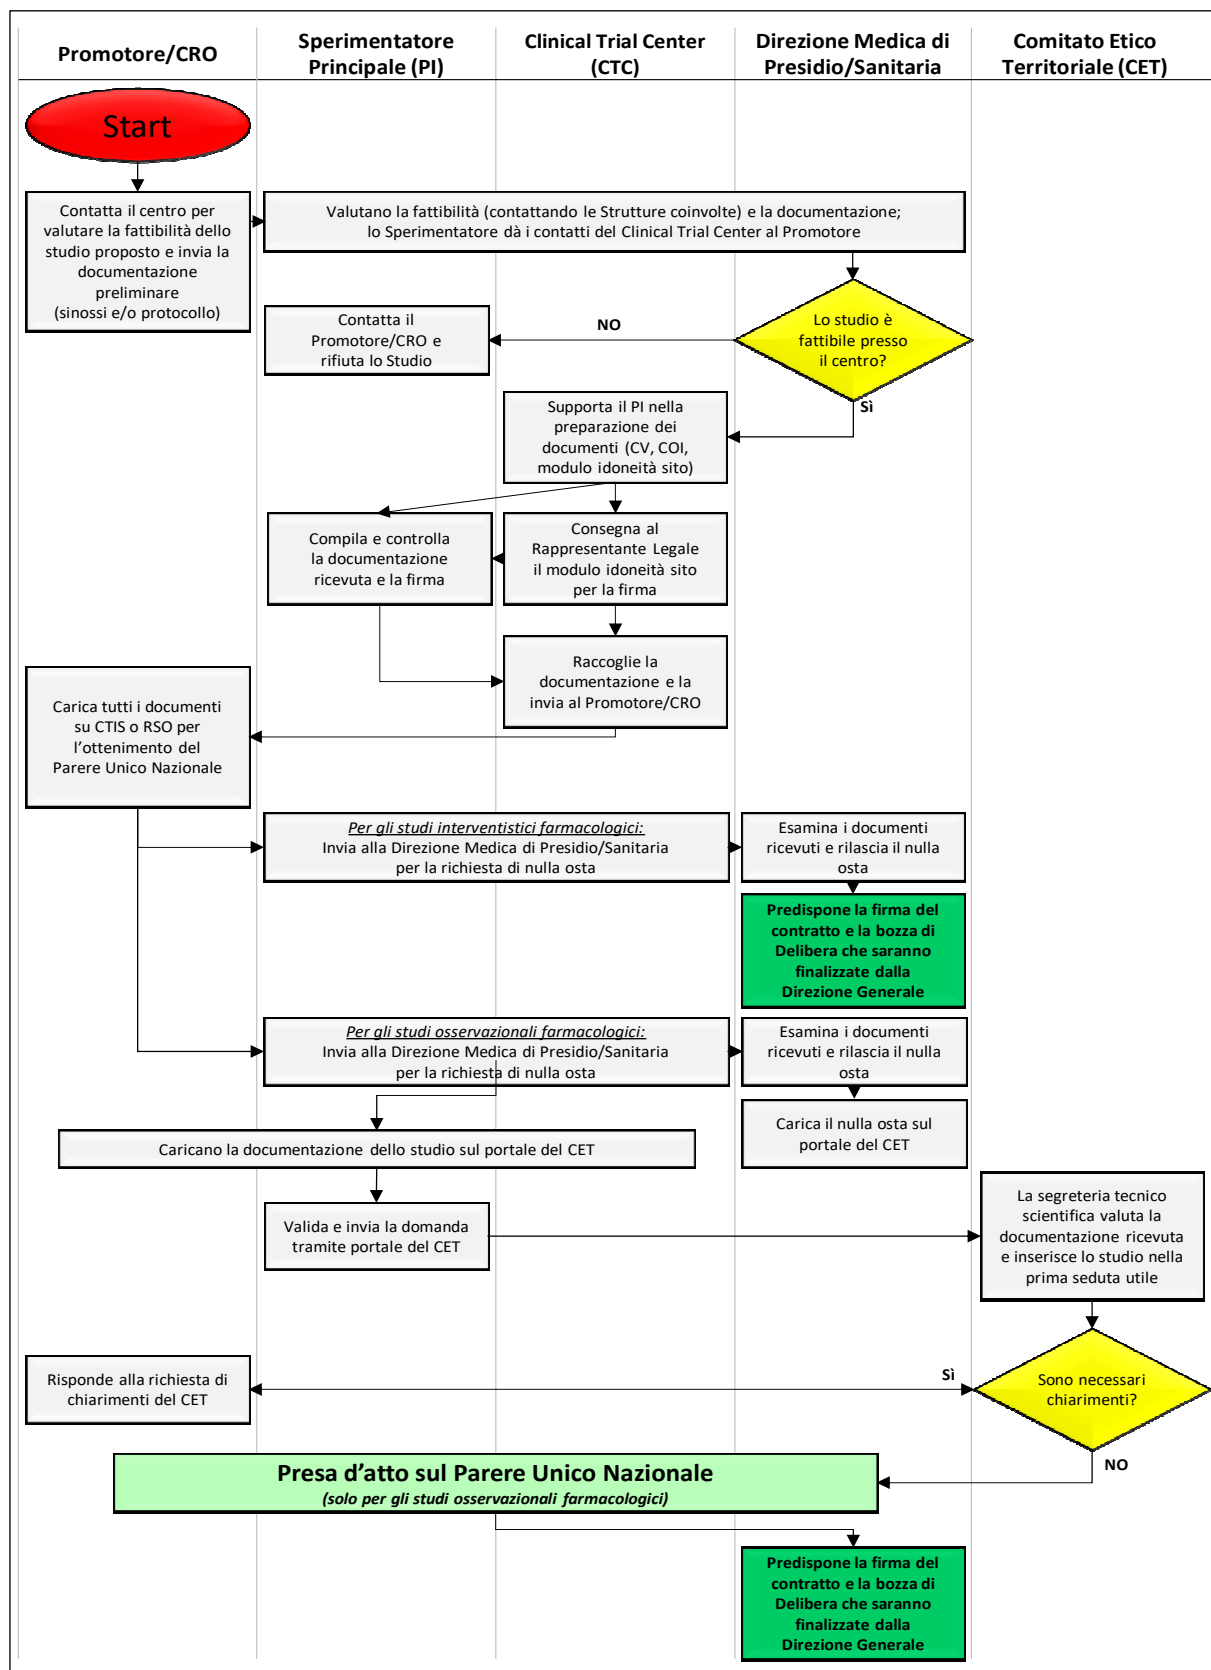 Promotore/CRO
Sperimentatore
Principale (PI)
Clinical Trial Center
(CTC)
Direzione Medica di
Presidio/Sanitaria
Comitato Etico
Territoriale (CET)
Start
Contatta il centro per
valutare la fattibilità dello
studio proposto e invia la
documentazione
preliminare
(sinossi e/o protocollo)
Valutano la fattibilità (contattando le Strutture coinvolte) e la documentazione;
lo Sperimentatore dà i contatti del Clinical Trial Center al Promotore
Lo studio è
fattibile presso
il centro?
NO
Contatta il
Promotore/CRO e
rifiuta lo Studio
Sì
Supporta il PI nella
preparazione dei
documenti (CV, COI,
modulo idoneità sito)
Compila e controlla
la documentazione
ricevuta e la firma
Consegna al
Rappresentante Legale
il modulo idoneità sito
per la firma
Raccoglie la
documentazione e la
invia al Promotore/CRO
Carica tutti i documenti
su CTIS o RSO per
l’ottenimento del
Parere Unico Nazionale
Per gli studi interventistici farmacologici:
Invia alla Direzione Medica di Presidio/Sanitaria
per la richiesta di nulla osta
Esamina i documenti
ricevuti e rilascia il nulla
osta
Predispone la firma del
contratto e la bozza di
Delibera che saranno
finalizzate dalla
Direzione Generale
Per gli studi osservazionali farmacologici:
Invia alla Direzione Medica di Presidio/Sanitaria
per la richiesta di nulla osta
Esamina i documenti
ricevuti e rilascia il nulla
osta
Carica il nulla osta sul
portale del CET
Caricano la documentazione dello studio sul portale del CET
Valida e invia la domanda
tramite portale del CET
La segreteria tecnico
scientifica valuta la
documentazione ricevuta
e inserisce lo studio nella
prima seduta utile
Sono necessari
chiarimenti?
Sì
Risponde alla richiesta di
chiarimenti del CET
NO
Presa d’atto sul Parere Unico Nazionale
(solo per gli studi osservazionali farmacologici)
Predispone la firma del
contratto e la bozza di
Delibera che saranno
finalizzate dalla
Direzione Generale